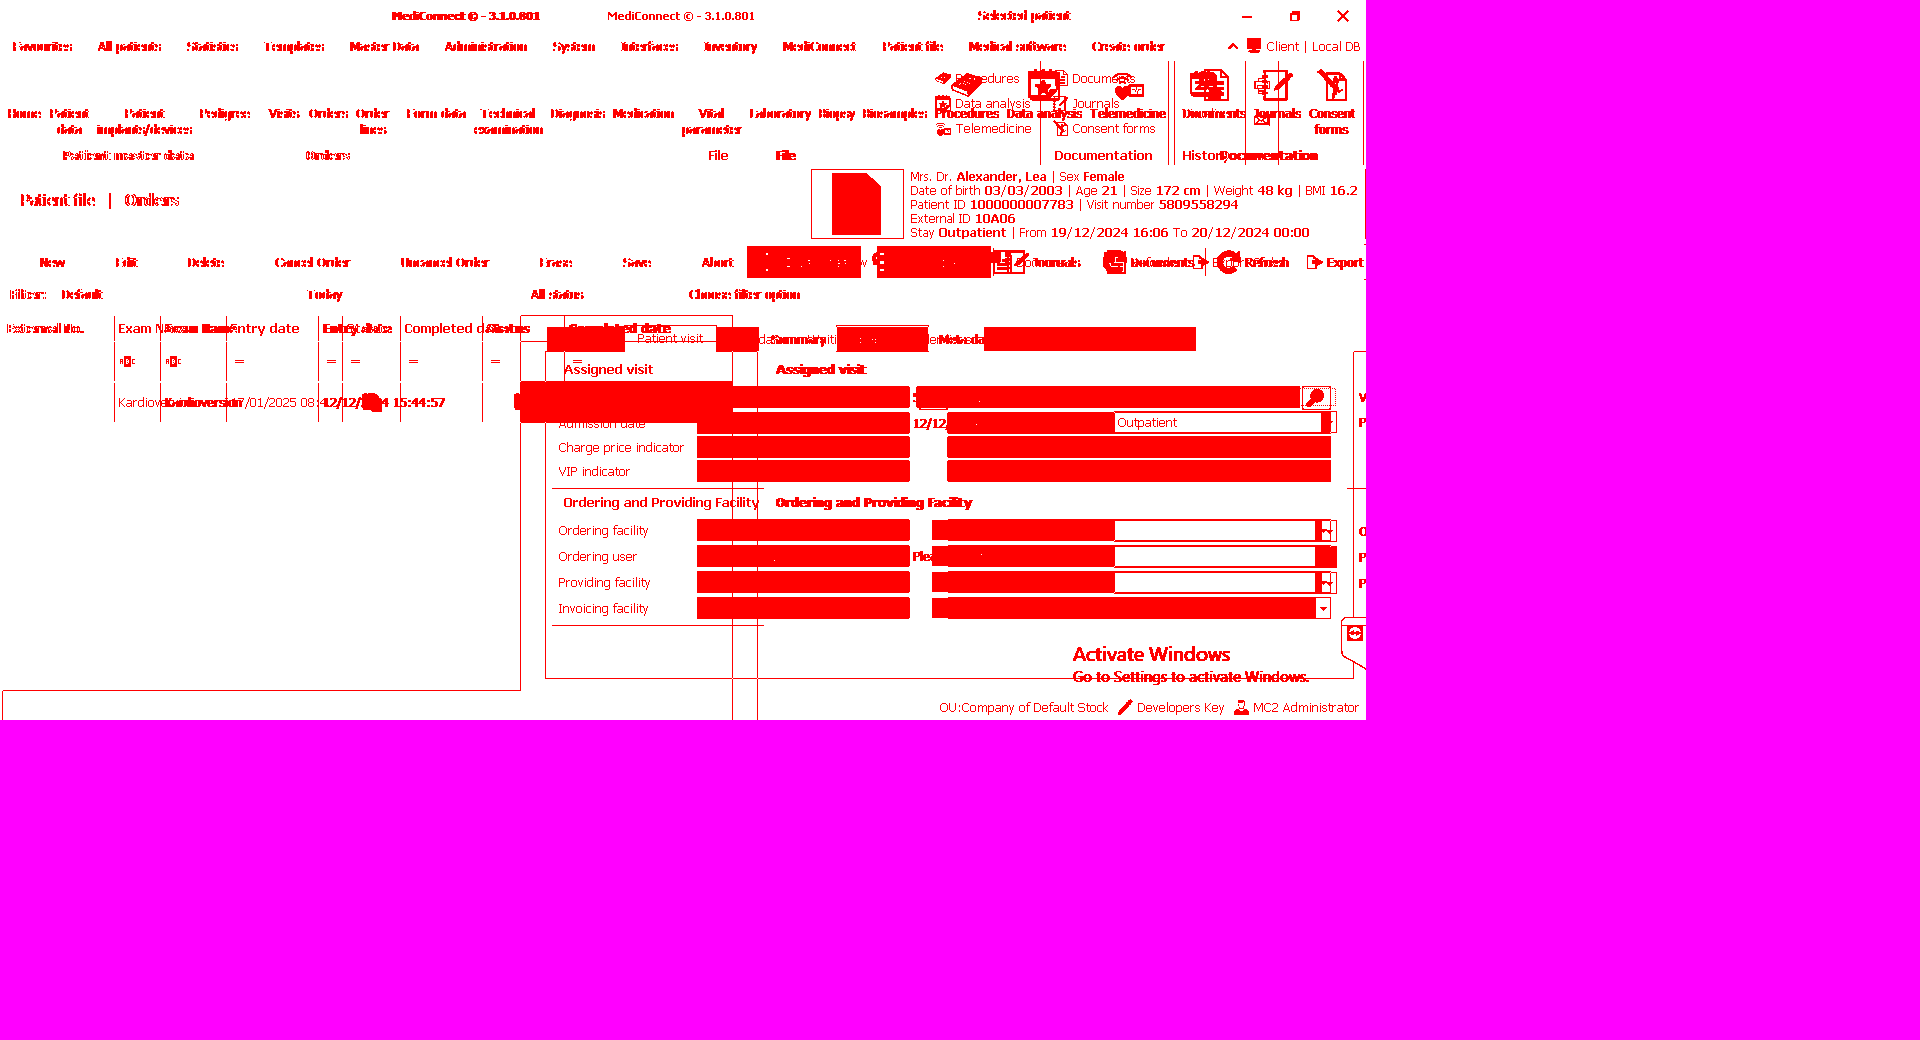 MediConnect © - 3.1.0.801 MediConnect © - 3.1.0.801 Selected patient
Favourites All patients Statistics Templates Master Data Administration System Interfaces Inventory MediConnect Patient file Medical software Create order Client | Local DB
Procedures Documents
Data analysis Journals
Telemedicine Consent forms
Home Patient data Patient implants/devices Pedigree Visits Orders Order lines Form data Technical examination Diagnosis Medication Vital parameter Laboratory Biopsy Biosamples Procedures Data analysis Telemedicine Documents Journals Consent forms
Patient master data Orders File File Documentation History Documentation
Mrs. Dr. Alexander, Lea | Sex Female
Date of birth 03/03/2003 | Age 21 | Size 172 cm | Weight 48 kg | BMI 16.2
Patient file | Orders
Patient ID 1000000007783 | Visit number 5809558294
External ID 10A06
Stay Outpatient | From 19/12/2024 16:06 To 20/12/2024 00:00
New Edit Delete Cancel Order Uncancel Order Erase Save Abort Journals Documents Refresh Export
Filter: Default Today All status Choose filter option
Exam Name Entry date Completed date Status Completed date
Patient visit Summary
Assigned visit Assigned visit
Kardioversion 17/01/2025 08:4 12/12/ 4 15:44:57
Admission date 12/12/ Outpatient
Charge price indicator
VIP indicator
Ordering and Providing Facility Ordering and Providing Facility
Ordering facility
Ordering user
Providing facility
Invoicing facility
Activate Windows
Go to Settings to activate Windows.
OU:Company of Default Stock Developers Key MC2 Administrator